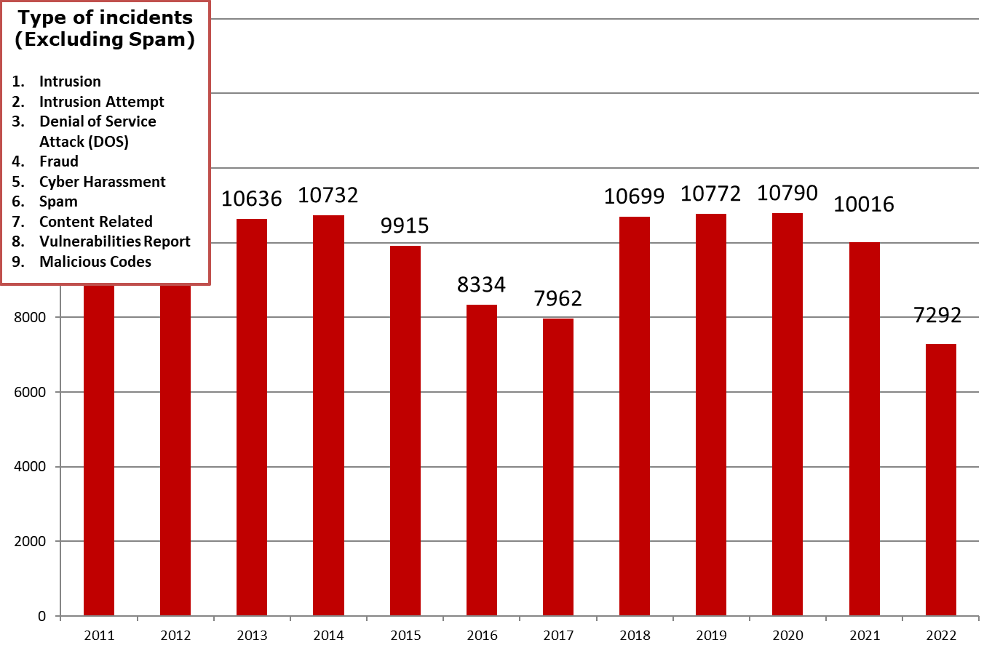 Type of incidents
(Excluding Spam)
1. Intrusion
2. Intrusion Attempt
3. Denial of Service
Attack (DOS)
4. Fraud
5. Cyber Harassment
6. Spam
7. Content Related
8. Vulnerabilities Report
9. Malicious Codes
10636
10732
9915
8334
7962
10699
10772
10790
10016
7292
8000
6000
4000
2000
0
2011 2012 2013 2014 2015 2016 2017 2018 2019 2020 2021 2022